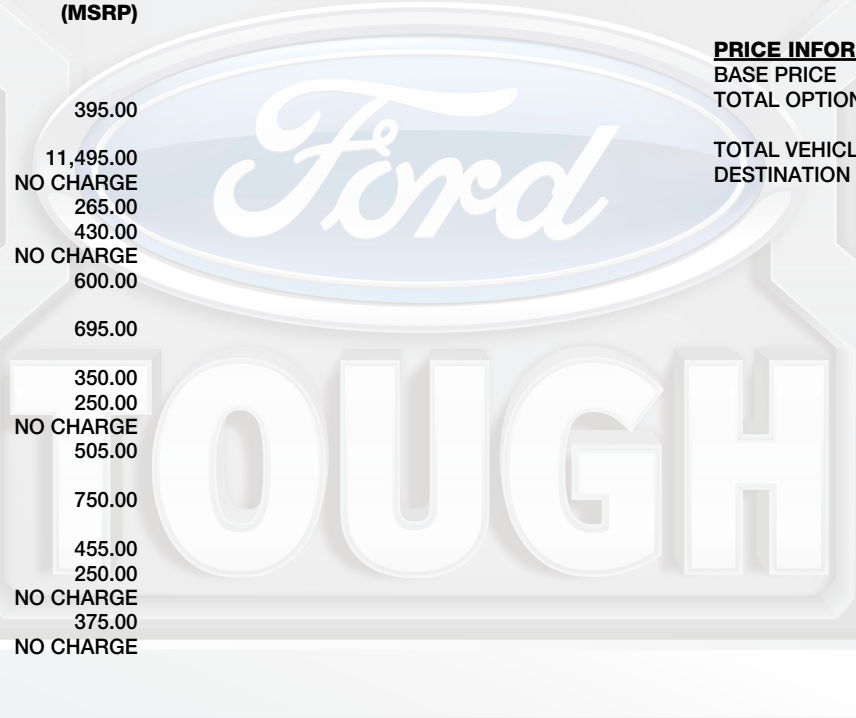 (MSRP)
395.00
11,495.00
NO CHARGE
265.00
430.00
NO CHARGE
600.00
695.00
350.00
250.00
NO CHARGE
505.00
750.00
455.00
250.00
NO CHARGE
375.00
NO CHARGE
PRICE INFOR
BASE PRICE
TOTAL OPTION
TOTAL VEHICL
DESTINATION
Ford
TOUGH